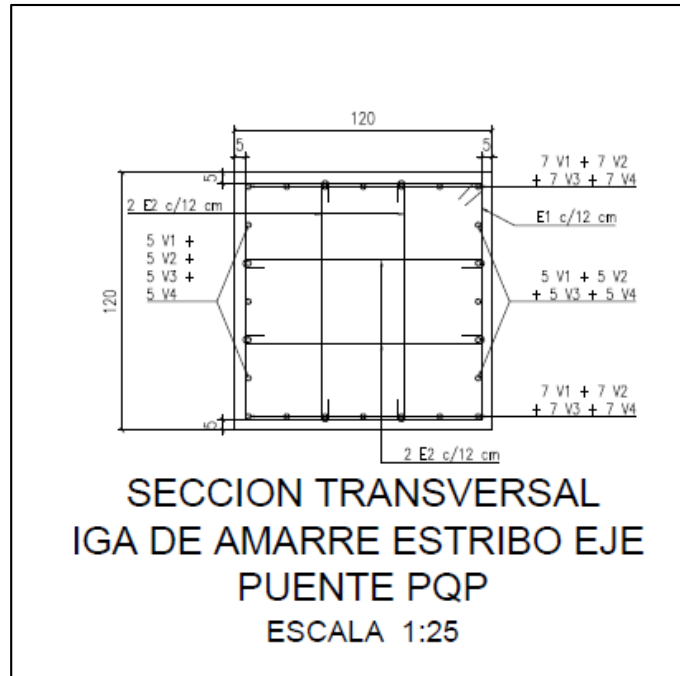 120
5
5
7 V1 + 7 V2
+ 7 V3 + 7 V4
5
2 E2 c/12 cm
E1 c/12 cm
5 V1 +
5 V2 +
5 V3 +
5 V4
5 V1 + 5 V2
+ 5 V3 + 5 V4
120
7 V1 + 7 V2
+ 7 V3 + 7 V4
5
2 E2 c/12 cm
SECCION TRANSVERSAL
IGA DE AMARRE ESTRIBO EJE
PUENTE PQP
ESCALA 1:25